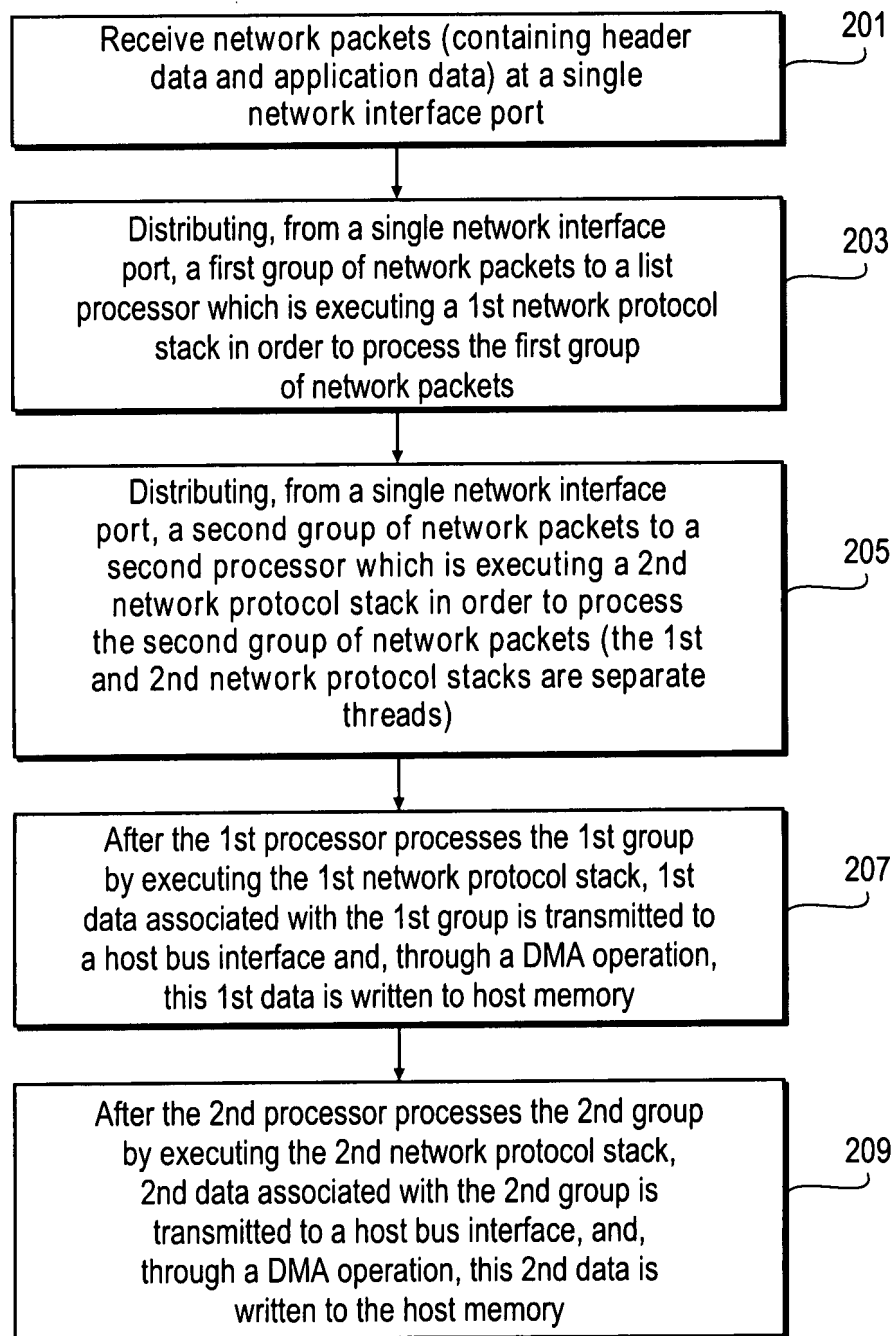 Receive network packets (containing header
data and application data) at a single
network interface port
201
Distributing, from a single network interface
port, a first group of network packets to a list
processor which is executing a 1st network protocol
stack in order to process the first group
of network packets
203
Distributing, from a single network interface
port, a second group of network packets to a
second processor which is executing a 2nd
network protocol stack in order to process
the second group of network packets (the 1st
and 2nd network protocol stacks are separate
threads)
205
After the 1st processor processes the 1st group
by executing the 1st network protocol stack, 1st
data associated with the 1st group is transmitted to
a host bus interface and, through a DMA operation,
this 1st data is written to host memory
207
After the 2nd processor processes the 2nd group
by executing the 2nd network protocol stack,
2nd data associated with the 2nd group is
transmitted to a host bus interface, and,
through a DMA operation, this 2nd data is
written to the host memory
209